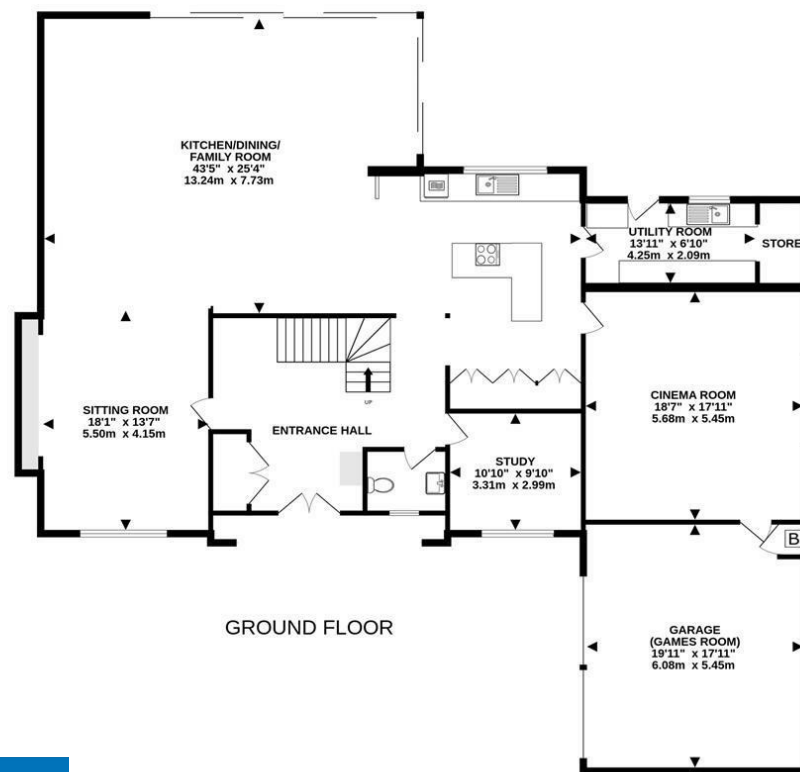 KITCHEN/DINING/
FAMILY ROOM
43'5" x 25'4"
13.24m x 7.73m
UTILITY ROOM
13'11" x 6'10"
4.25m x 2.09m
STORE
SITTING ROOM
18'1" x 13'7"
5.50m x 4.15m
UP
ENTRANCE HALL
STUDY
10'10" x 9'10"
3.31m x 2.99m
CINEMA ROOM
18'7" x 17'11"
5.68m x 5.45m
B
GROUND FLOOR
GARAGE
(GAMES ROOM)
19'11" x 17'11"
6.08m x 5.45m